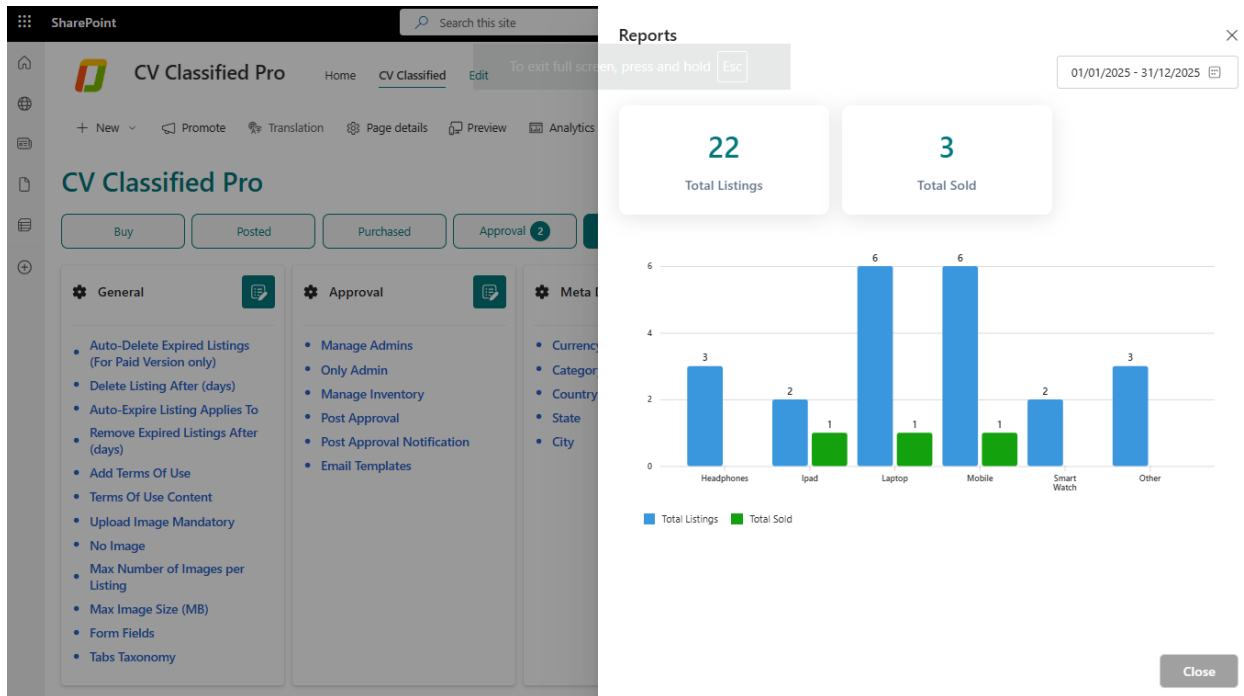 SharePoint
Search this site
CV Classified Pro
Home
CV Classified
Edit
To exit full screen, press and hold Esc
New
Promote
Translation
Page details
Preview
Analytics
CV Classified Pro
Buy
Posted
Purchased
Approval 2
General
Auto-Delete Expired Listings
(For Paid Version only)
Delete Listing After (days)
Auto-Expire Listing Applies To
Remove Expired Listings After
(days)
Add Terms Of Use
Terms Of Use Content
Upload Image Mandatory
No Image
Max Number of Images per
Listing
Max Image Size (MB)
Form Fields
Tabs Taxonomy
Approval
Manage Admins
Only Admin
Manage Inventory
Post Approval
Post Approval Notification
Email Templates
Meta
Country
State
City
Reports
01/01/2025 - 31/12/2025
22
Total Listings
3
Total Sold
6
4
2
0
3
2
1
6
1
6
1
2
3
Headphones
Ipad
Laptop
Mobile
Smart
Watch
Other
Total Listings
Total Sold
Close